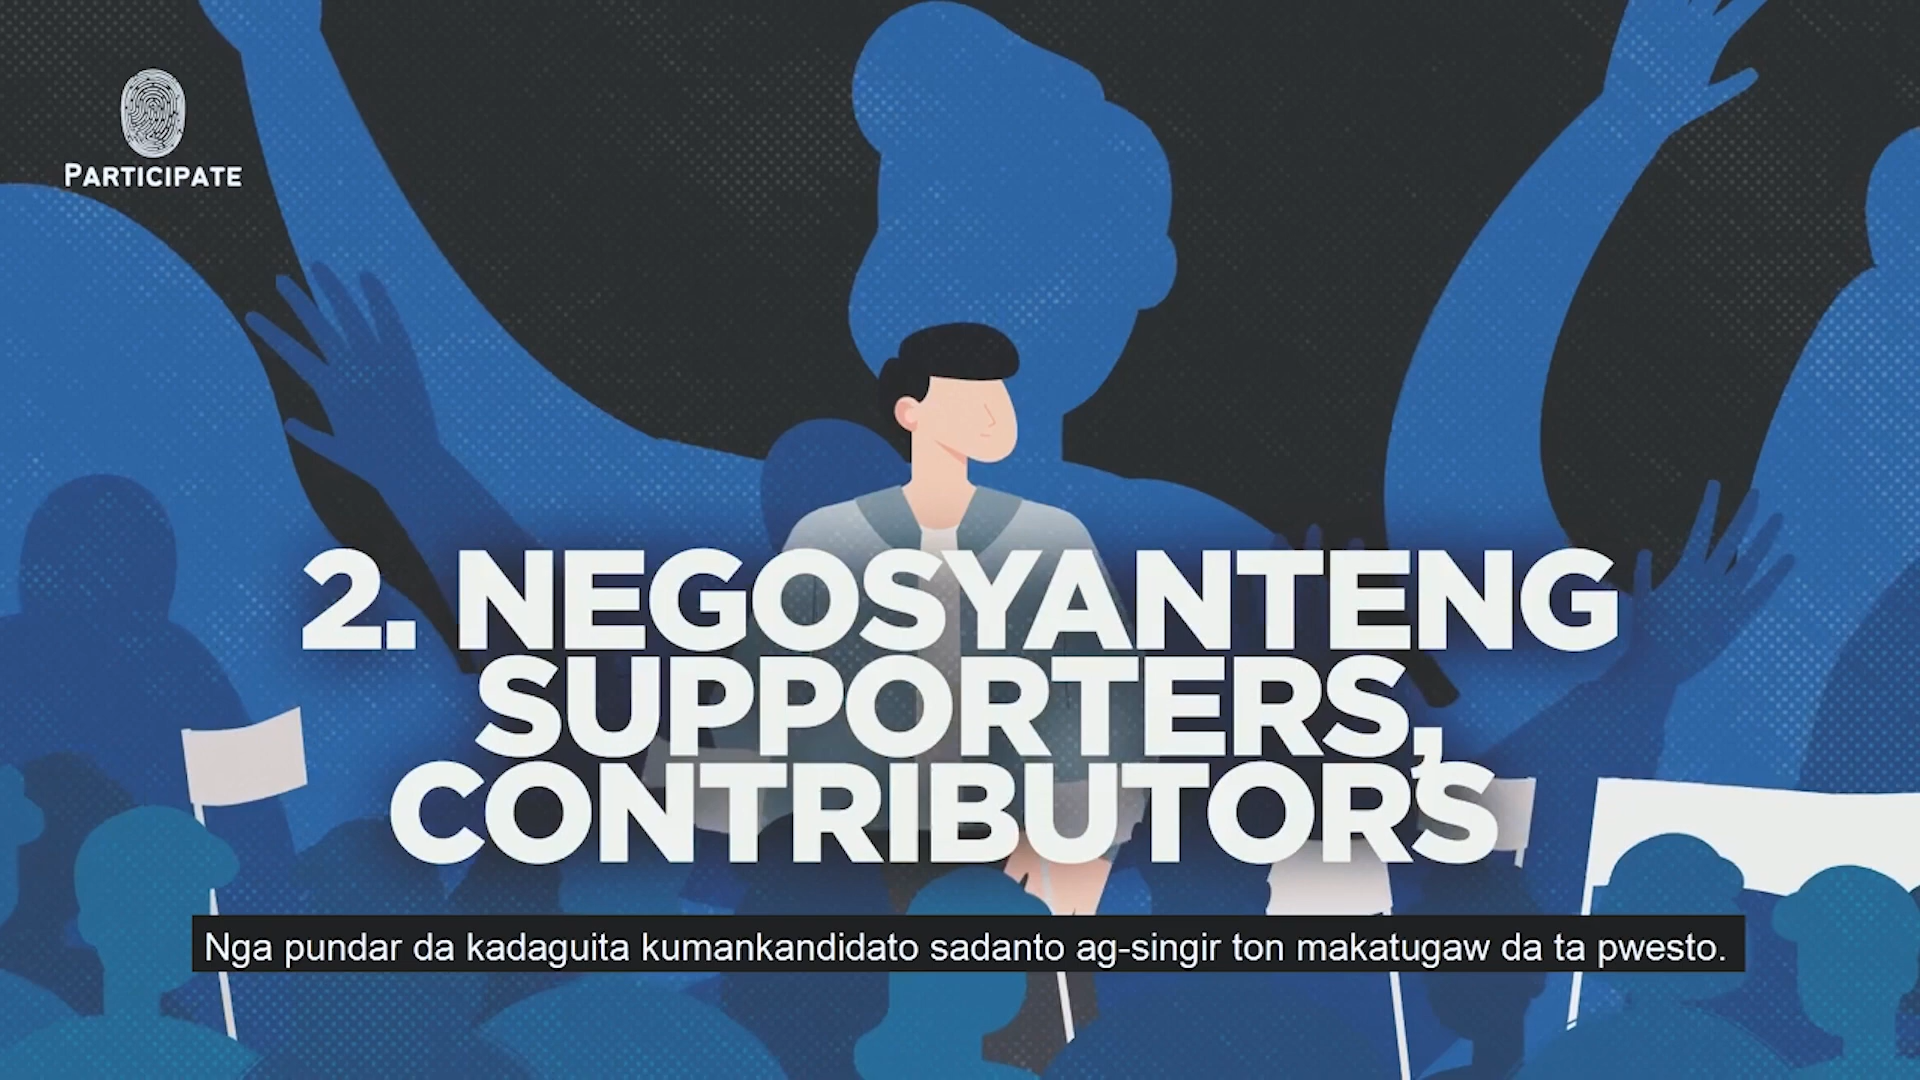 PARTICIPATE
2. NEGOSYANTENG
SUPPORTERS,
CONTRIBUTORS
Nga pundar da kadaguita kumankandidato sadanto ag-singir ton makatugaw da ta pwesto.